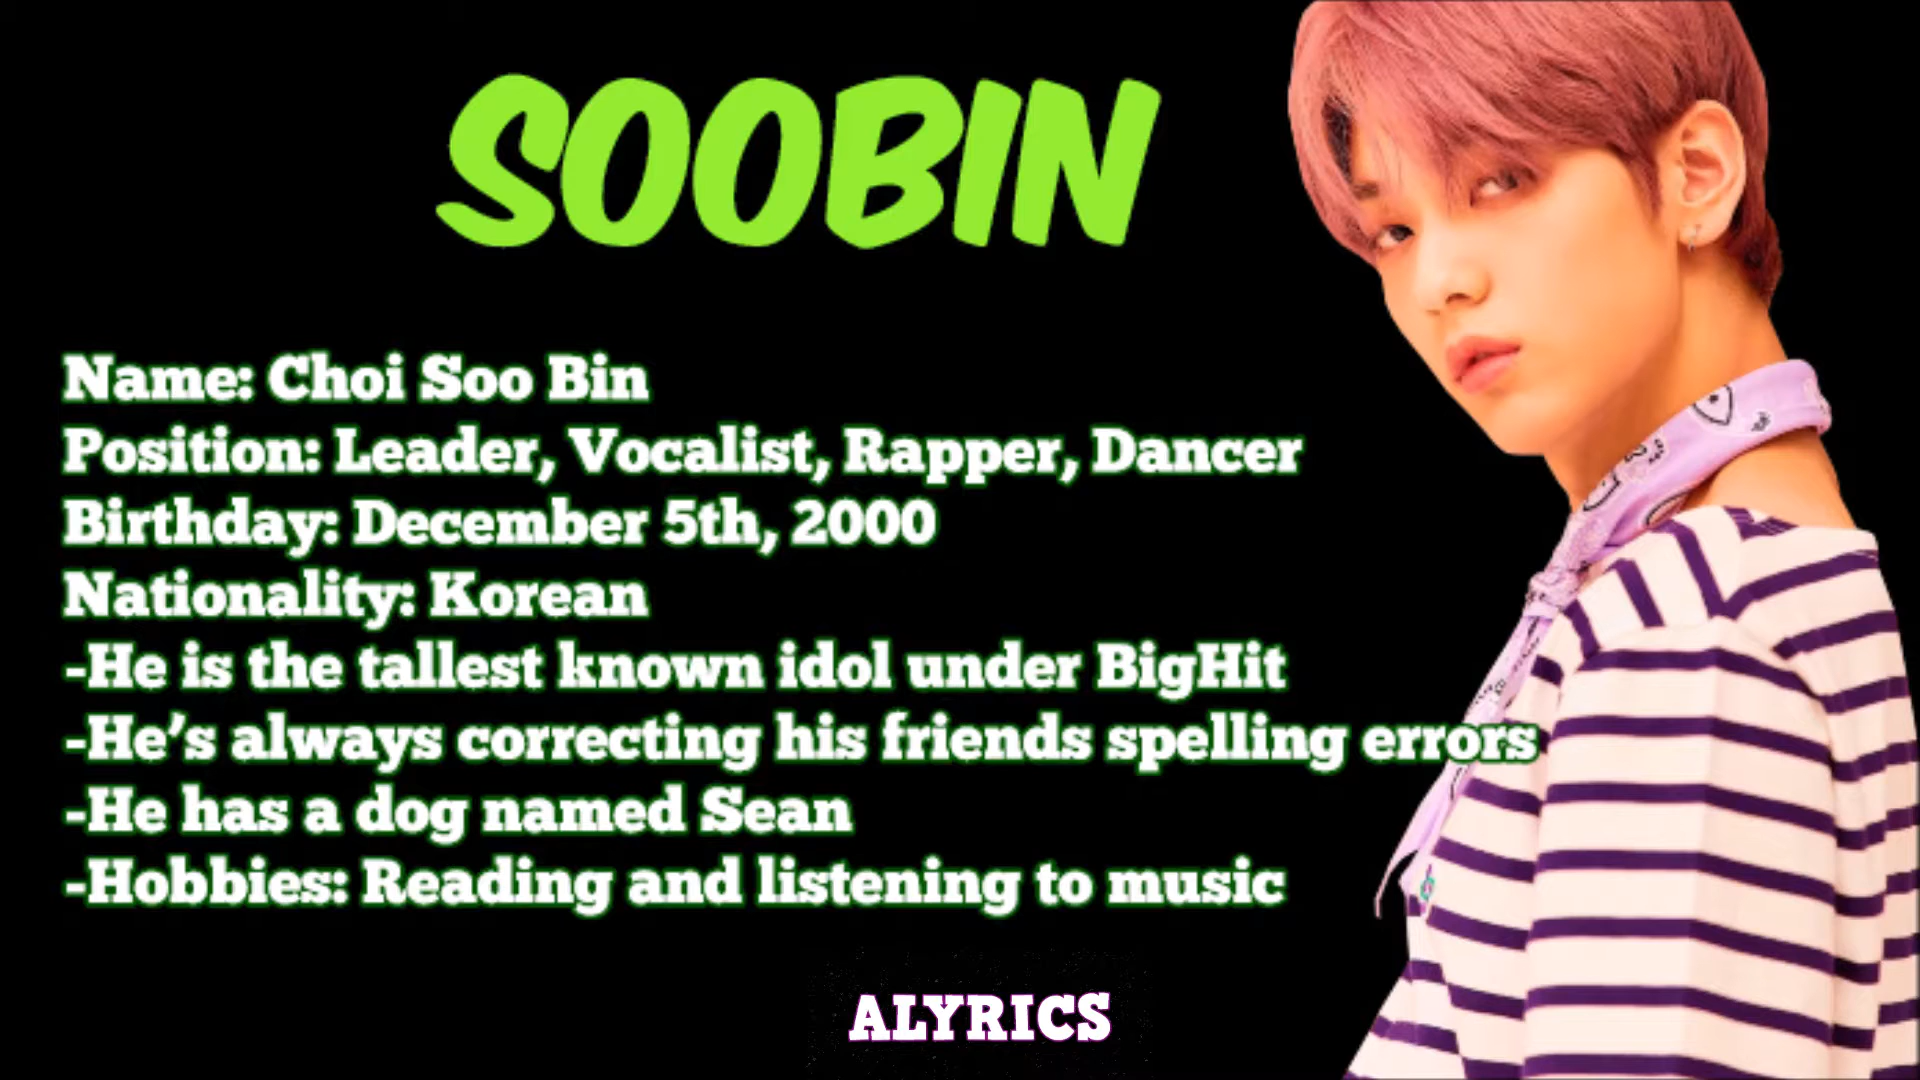 SOOBIN
Name: Choi Soo Bin
Position: Leader, Vocalist, Rapper, Dancer
Birthday: December 5th, 2000
Nationality: Korean
-He is the tallest known idol under BigHit
-He’s always correcting his friends spelling errors
-He has a dog named Sean
-Hobbies: Reading and listening to music
ALYRICS